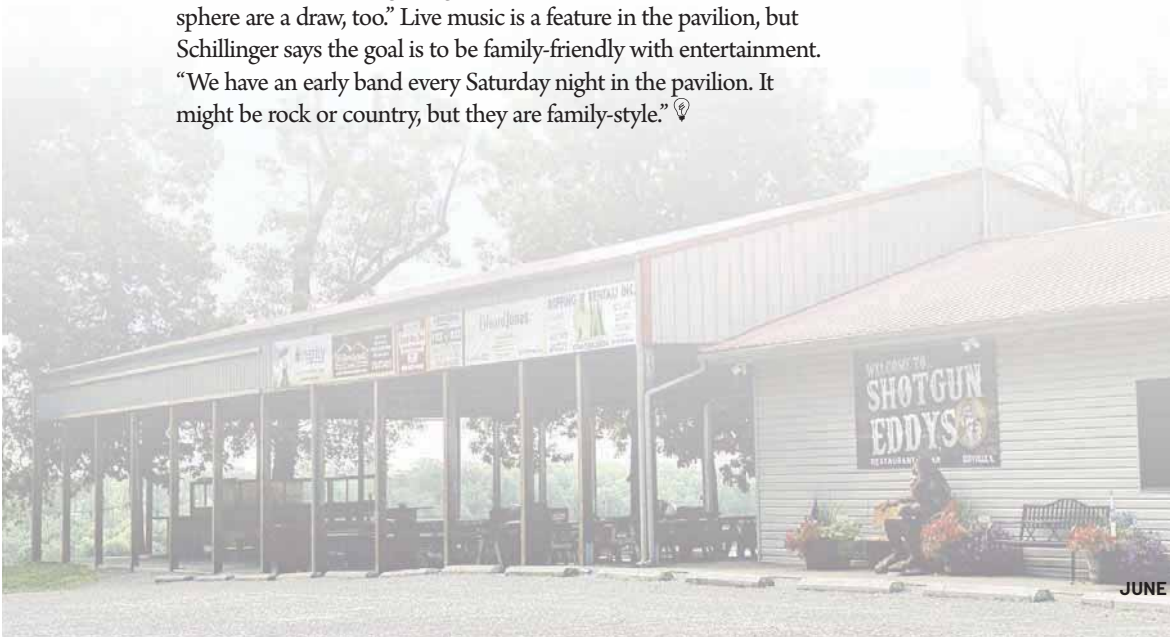 sphere are a draw, too.” Live music is a feature in the pavilion, but
Schillinger says the goal is to be family-friendly with entertainment.
“We have an early band every Saturday night in the pavilion. It
might be rock or country, but they are family-style.”
Edward Jones
WELCOME TO
SHOTGUN
EDDYS
RESTAURANT
JUNE